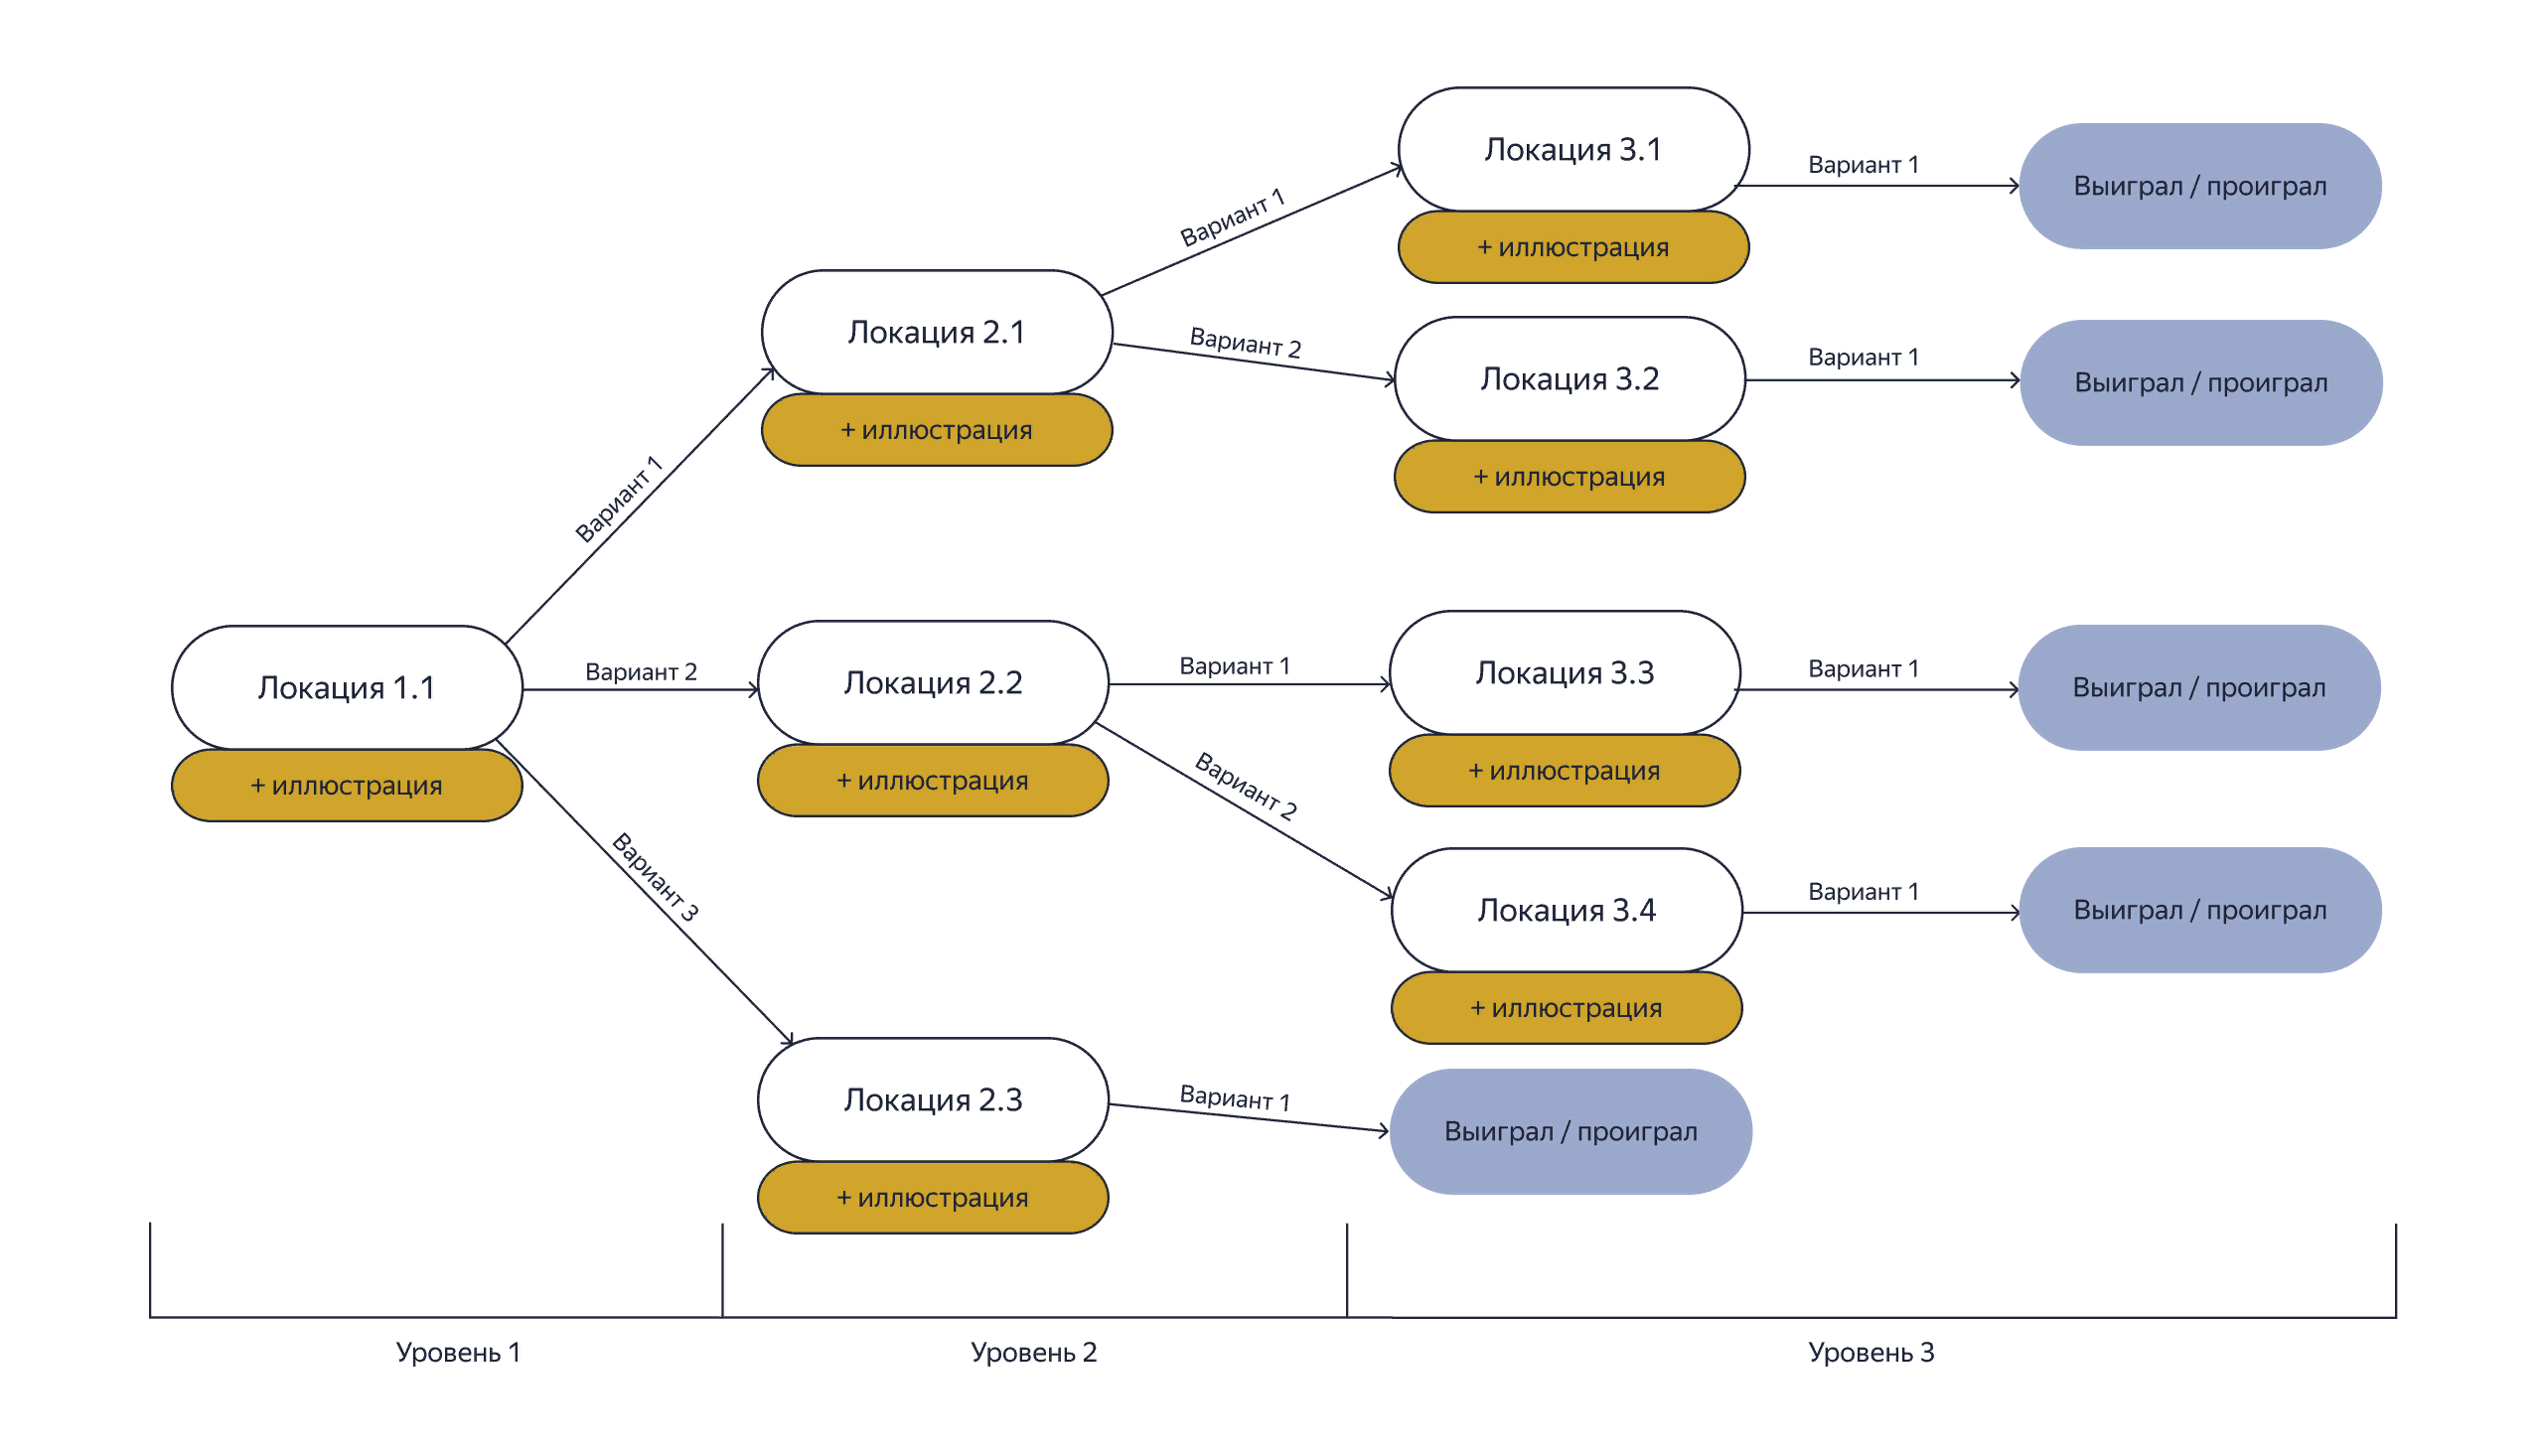 Локация 3.1
+ иллюстрация
Вариант 1
Выиграл / проиграл
Вариант 1
Локация 2.1
+ иллюстрация
Вариант 2
Локация 3.2
+ иллюстрация
Вариант 1
Выиграл / проиграл
Вариант 1
Локация 1.1
+ иллюстрация
Вариант 2
Локация 2.2
+ иллюстрация
Вариант 1
Локация 3.3
+ иллюстрация
Вариант 1
Выиграл / проиграл
Вариант 2
Локация 3.4
+ иллюстрация
Вариант 1
Выиграл / проиграл
Вариант 3
Локация 2.3
+ иллюстрация
Вариант 1
Выиграл / проиграл
Уровень 1
Уровень 2
Уровень 3